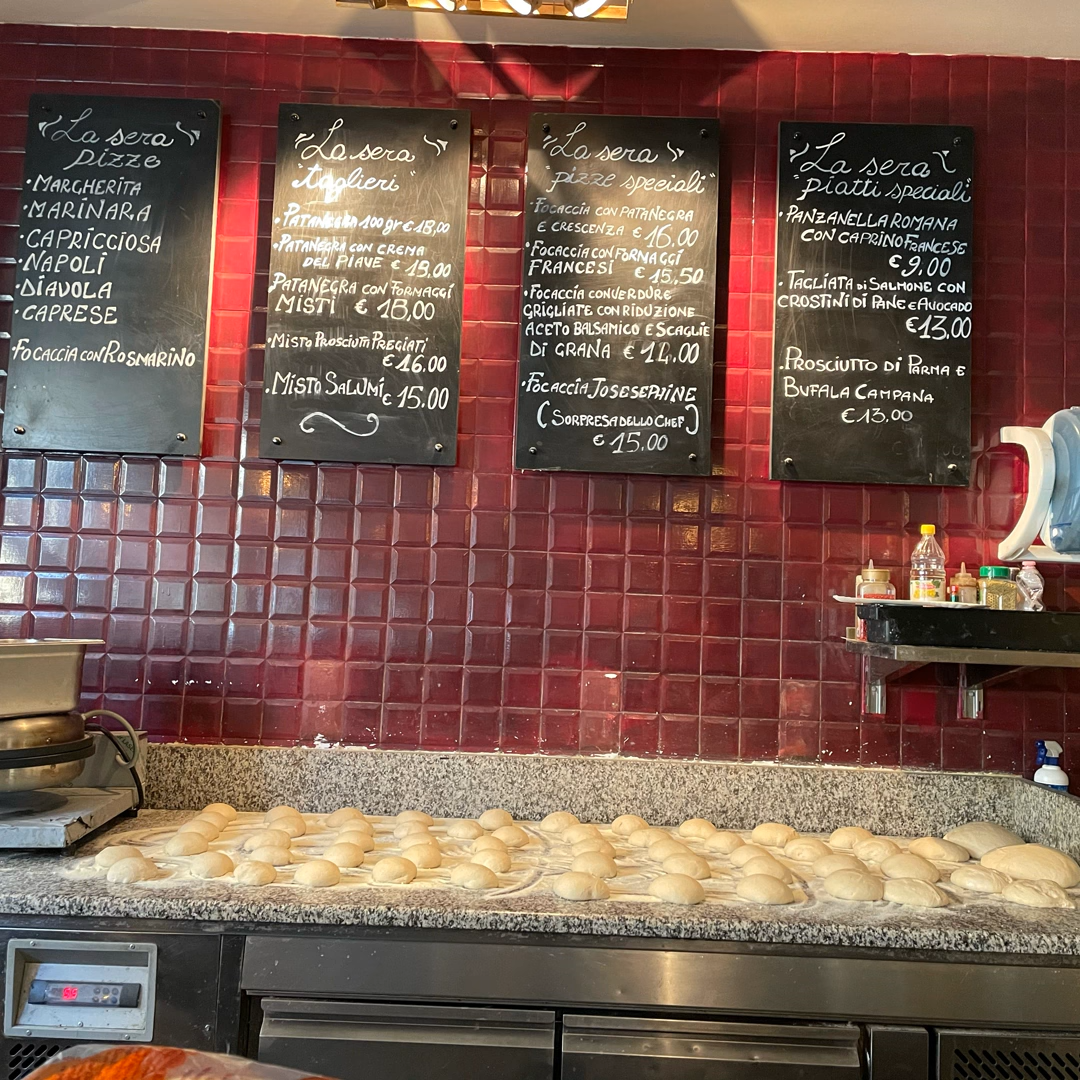 La sera
pizze
·MARGHERITA
·MARINARA
·CAPRICCIOSA
·NAPOLI
·DIAVOLA
·CAPRESE
FOCACCIA CON ROSMARINO
La sera
"taglieri"
·PATANEGRA 100 gr € 18,00
·PATANEGRA CON CREMA
DEL PIAVE € 18.00
PATANEGRA CON FORMAGGI
MISTI € 18,00
·MISTO PROSCIUTI PREGIATI
€ 16.00
·MISTO SALUMI € 15.00
La sera
"pizze speciali"
·FOCACCIA CON PATANEGRA
E CRESCENZA € 16,00
·FOCACCIA CON FORMAGGI
FRANCESI € 15,50
·FOCACCIA CON VERDURE
GRIGLIATE CON RIDUZIONE
ACETO BALSAMICO E SCAGLIE
DI GRANA € 14,00
·FOCACCIA JOSESEPHINE
(SORPRESA DELLO CHEF)
€ 15.00
La sera
"piatti speciali"
·PANZANELLA ROMANA
CON CAPRINO FRANCESE
€ 9,00
·TAGLIATA DI SALMONE CON
CROSTINI DI PANE E AVOCADO
€ 13,00
·PROSCIUTTO DI PARMA E
BUFALA CAMPANA
€ 13,00